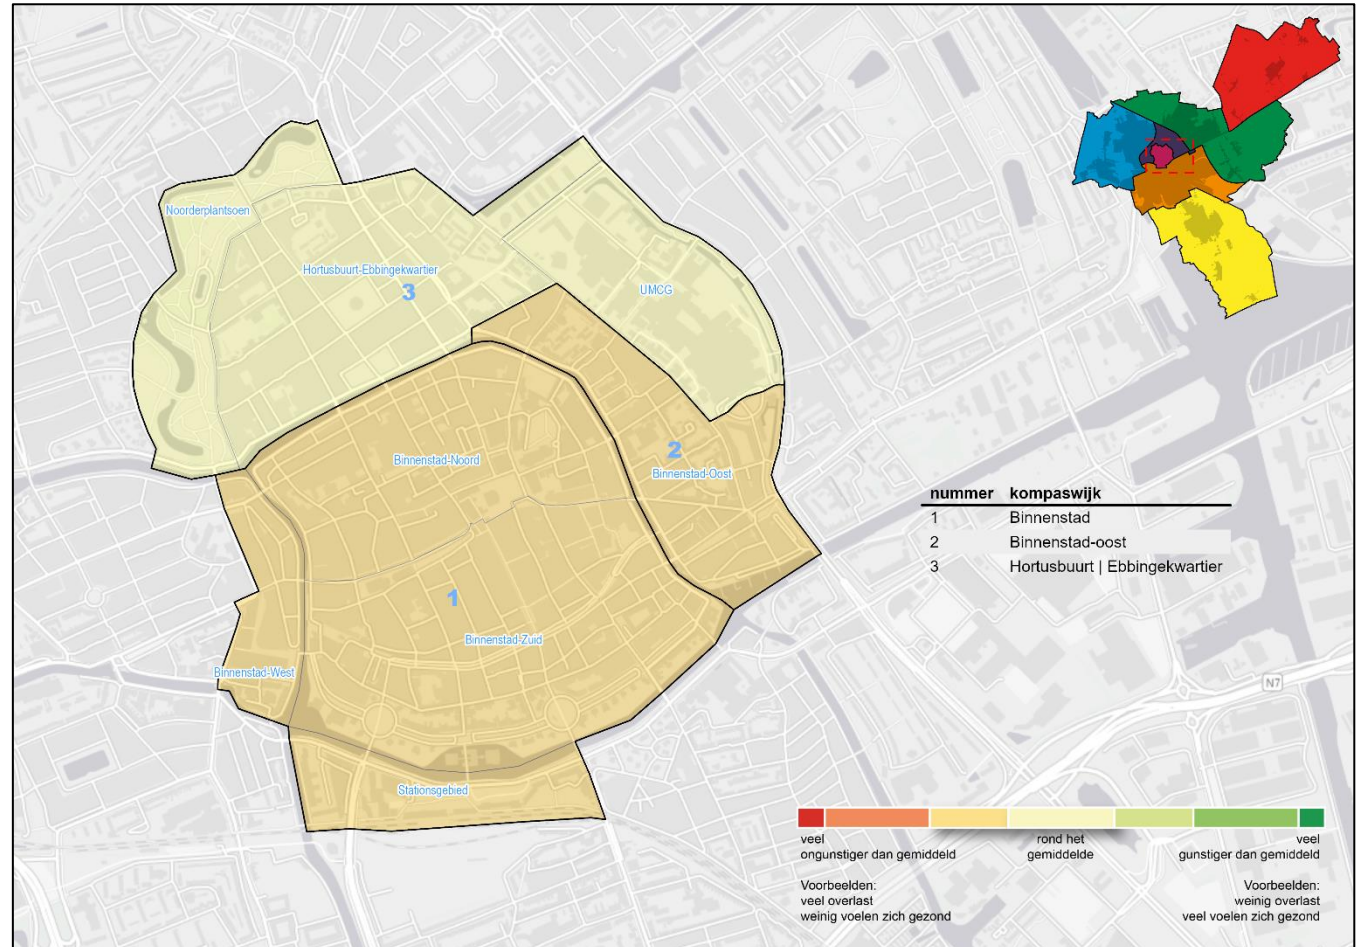 Noorderplantsoen
Hortusbuurt-Ebbingekwartier
3
UMCG
Binnenstad-Noord
2
Binnenstad-Oost
1
Binnenstad-Zuid
Binnenstad-West
Stationsgebied
nummer kompaswijk
1 Binnenstad
2 Binnenstad-oost
3 Hortusbuurt | Ebbingekwartier
N7
veel
ongunstiger dan gemiddeld
rond het
gemiddelde
veel
gunstiger dan gemiddeld
Voorbeelden:
veel overlast
weinig voelen zich gezond
Voorbeelden:
weinig overlast
veel voelen zich gezond